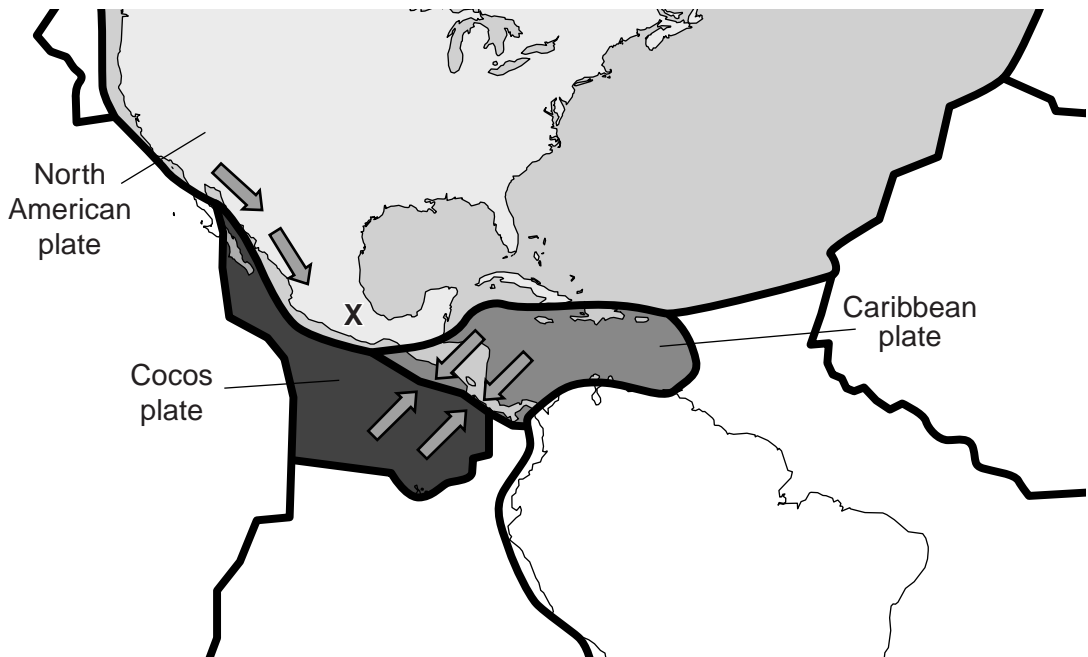 North
American
plate
X
Caribbean
plate
Cocos
plate